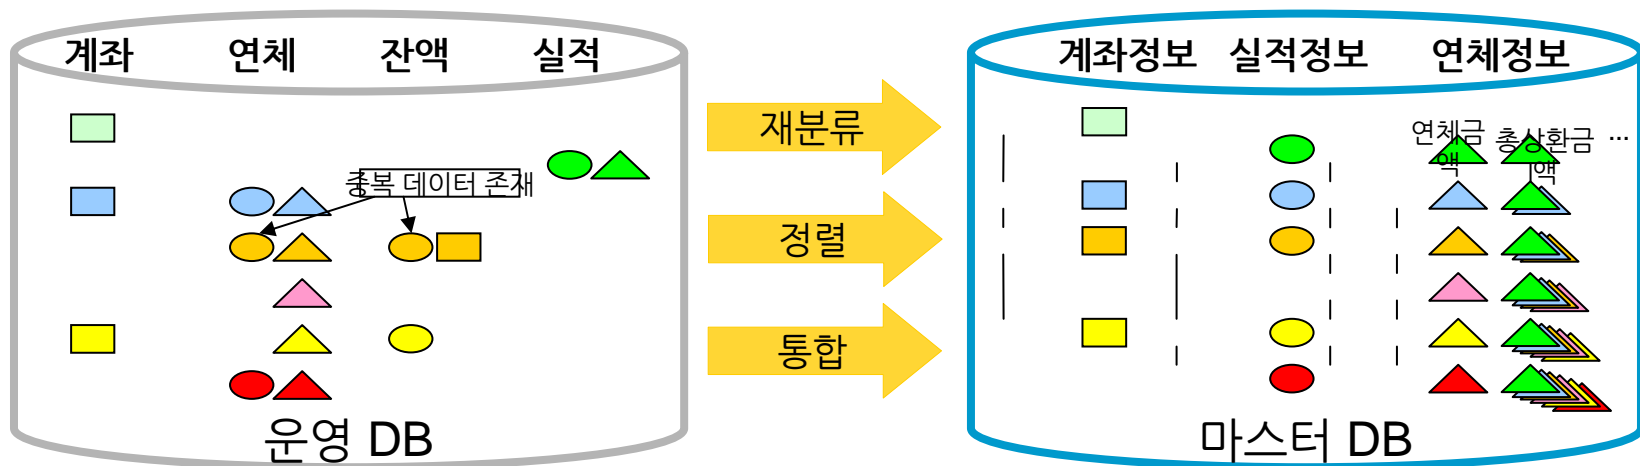 계좌 연체 잔액 실적
중복 데이터 존재
운영 DB
재분류
정렬
통합
계좌정보 실적정보 연체정보
연체금액
총상환금액
...
마스터 DB